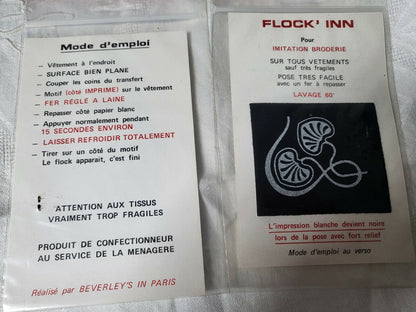 Mode d'emploi
— Vêtement à l'endroit
— SURFACE BIEN PLANE
— Couper les coins du transfert
— Motif (côté IMPRIME) sur le vêtement
— FER RÉGLÉ A LAINE
— Repasser côté papier blanc
— Appuyer normalement pendant
15 SECONDES ENVIRON
— LAISSER REFROIDIR TOTALEMENT
— Tirer sur un côté du motif
Le flock apparait, c'est fini
ATTENTION AUX TISSUS
VRAIMENT TROP FRAGILES
PRODUIT DE CONFECTIONNEUR
AU SERVICE DE LA MENAGERE
Réalisé par BEVERLEY'S IN PARIS
FLOCK' INN
Pour
IMITATION BRODERIE
SUR TOUS VETEMENTS
sauf très fragiles
POSE TRES FACILE
avec un fer à repasser
LAVAGE 60°
L'impression blanche devient noire
lors de la pose avec fort relief
Mode d'emploi au verso